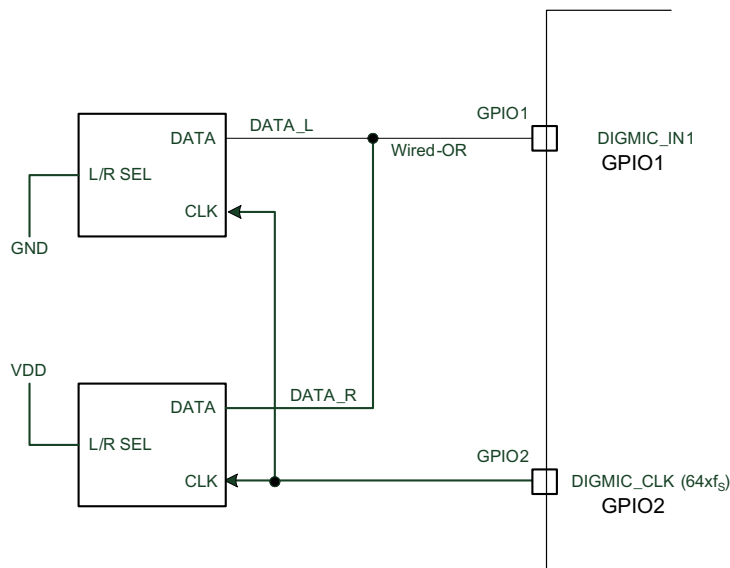 GPIO1
DATA DATA_L
Wired-OR
DIGMIC_IN1
GPIO1
L/R SEL
CLK
GND
VDD
DATA_R
DATA
L/R SEL
GPIO2
CLK
DIGMIC_CLK (64xfS)
GPIO2